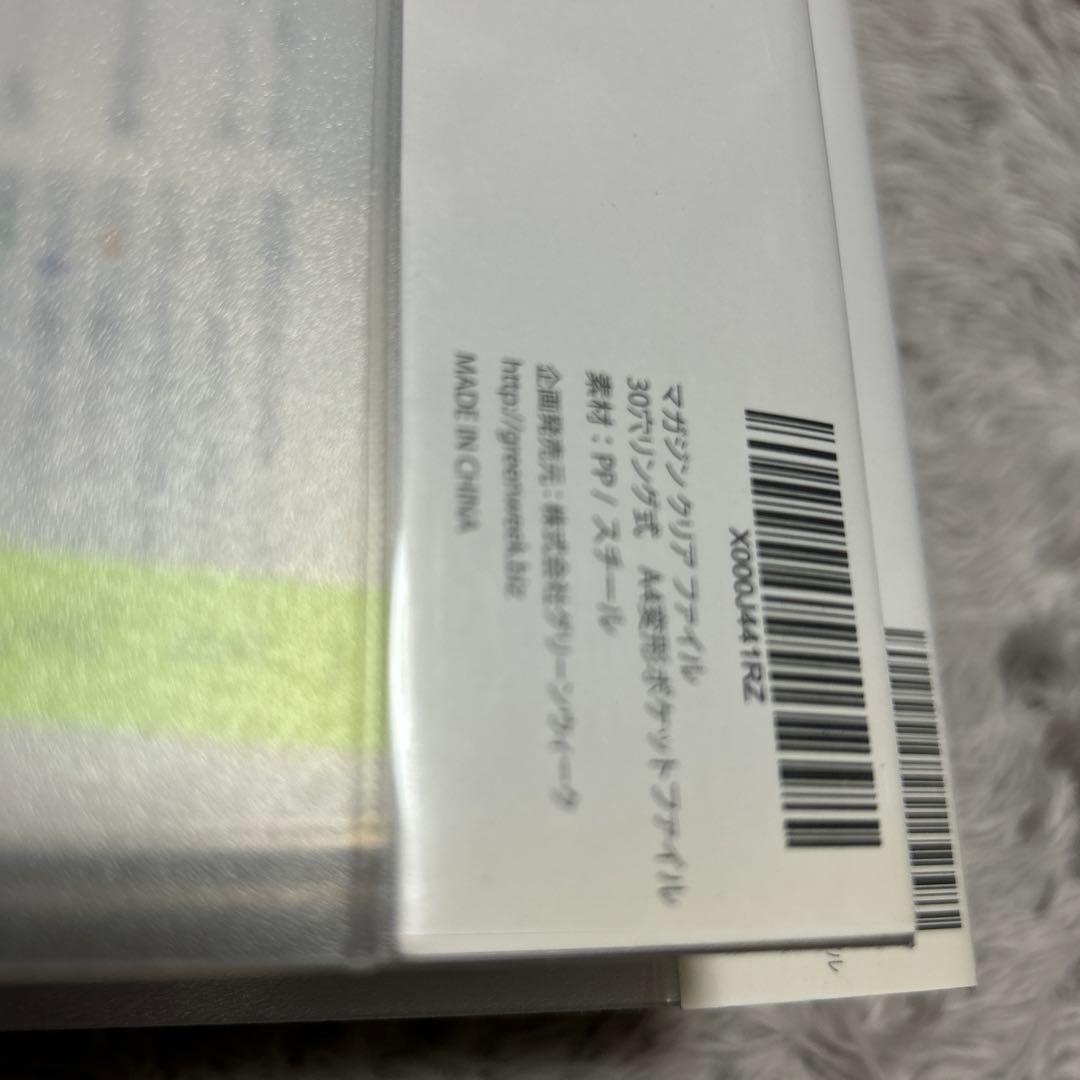 X000J441RZ
マガジンクリアファイル
30穴リング式　A4変形ポケットファイル
素材：PP / スチール
企画発売元：株式会社グリーンウィーク
http://greenweek.biz
MADE IN CHINA
ル